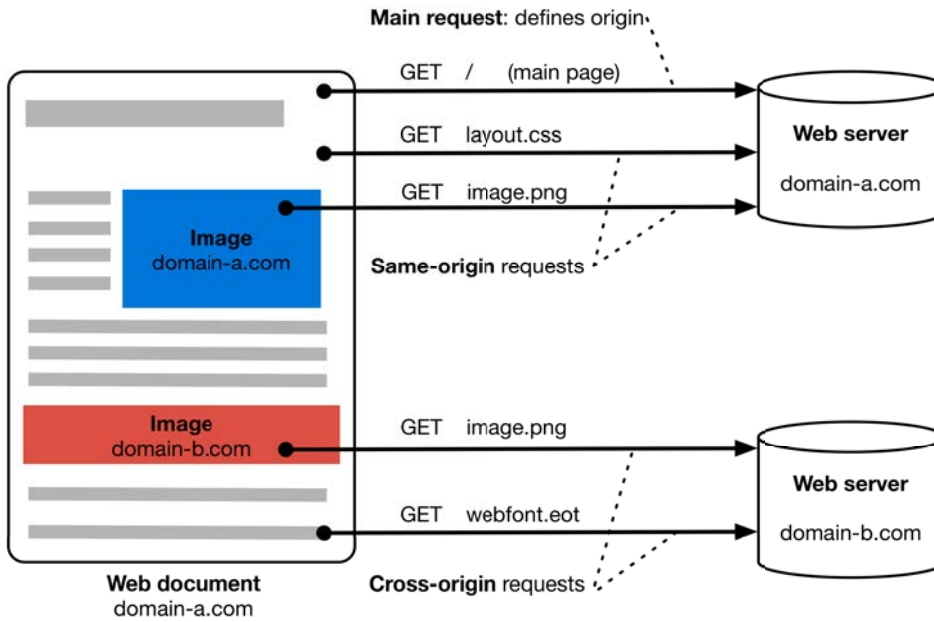 Main request: defines origin
GET / (main page)
GET layout.css
GET image.png
Same-origin requests
Web server
domain-a.com
Image
domain-a.com
Image
domain-b.com
GET image.png
GET webfont.eot
Cross-origin requests
Web server
domain-b.com
Web document
domain-a.com